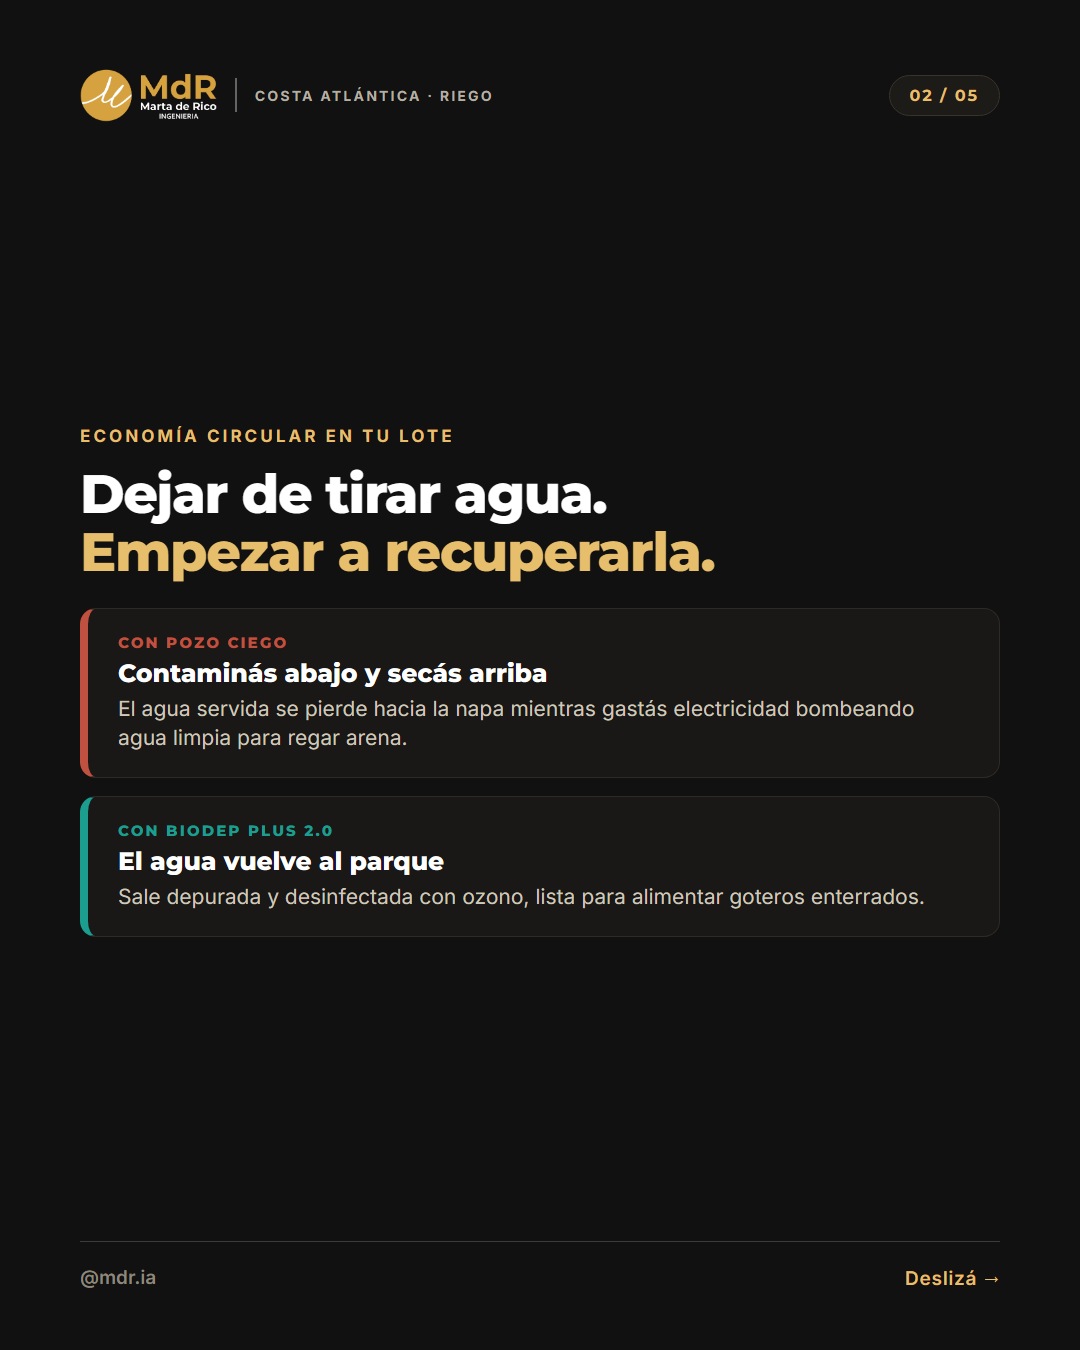 MdR
Marta de Rico
INGENIERIA
COSTA ATLÁNTICA · RIEGO
02 / 05
ECONOMÍA CIRCULAR EN TU LOTE
Dejar de tirar agua.
Empezar a recuperarla.
CON POZO CIEGO
Contaminás abajo y secás arriba
El agua servida se pierde hacia la napa mientras gastás electricidad bombeando
agua limpia para regar arena.
CON BIODEP PLUS 2.0
El agua vuelve al parque
Sale depurada y desinfectada con ozono, lista para alimentar goteros enterrados.
@mdr.ia
Deslizá →